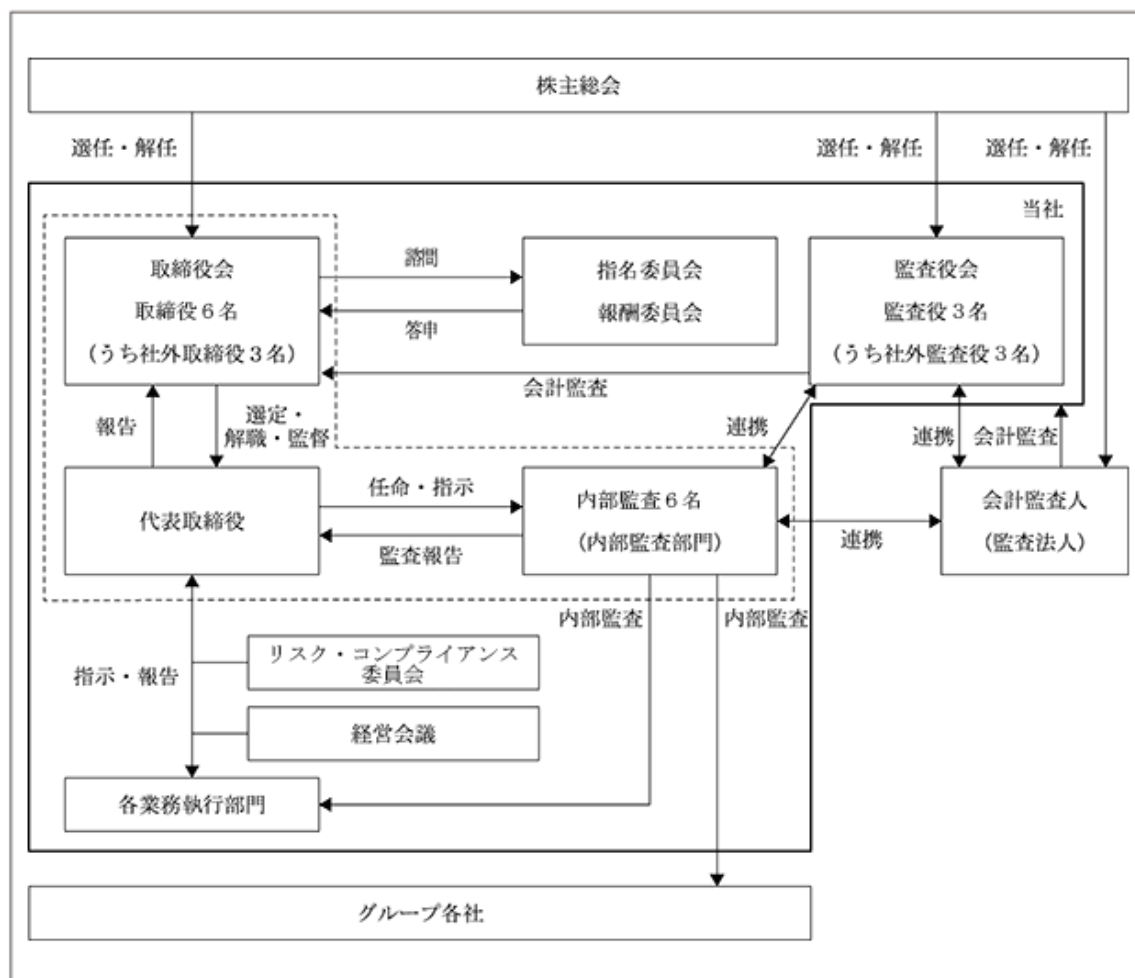 株主総会
選任・解任
選任・解任
選任・解任
当社
取締役会
取締役6名
(うち社外取締役3名)
諮問
答申
指名委員会
報酬委員会
監査役会
監査役3名
(うち社外監査役3名)
会計監査
報告
選定・
解職・監督
連携
連携
会計監査
代表取締役
任命・指示
監査報告
内部監査6名
(内部監査部門)
連携
会計監査人
(監査法人)
内部監査
内部監査
指示・報告
リスク・コンプライアンス
委員会
経営会議
各業務執行部門
グループ各社